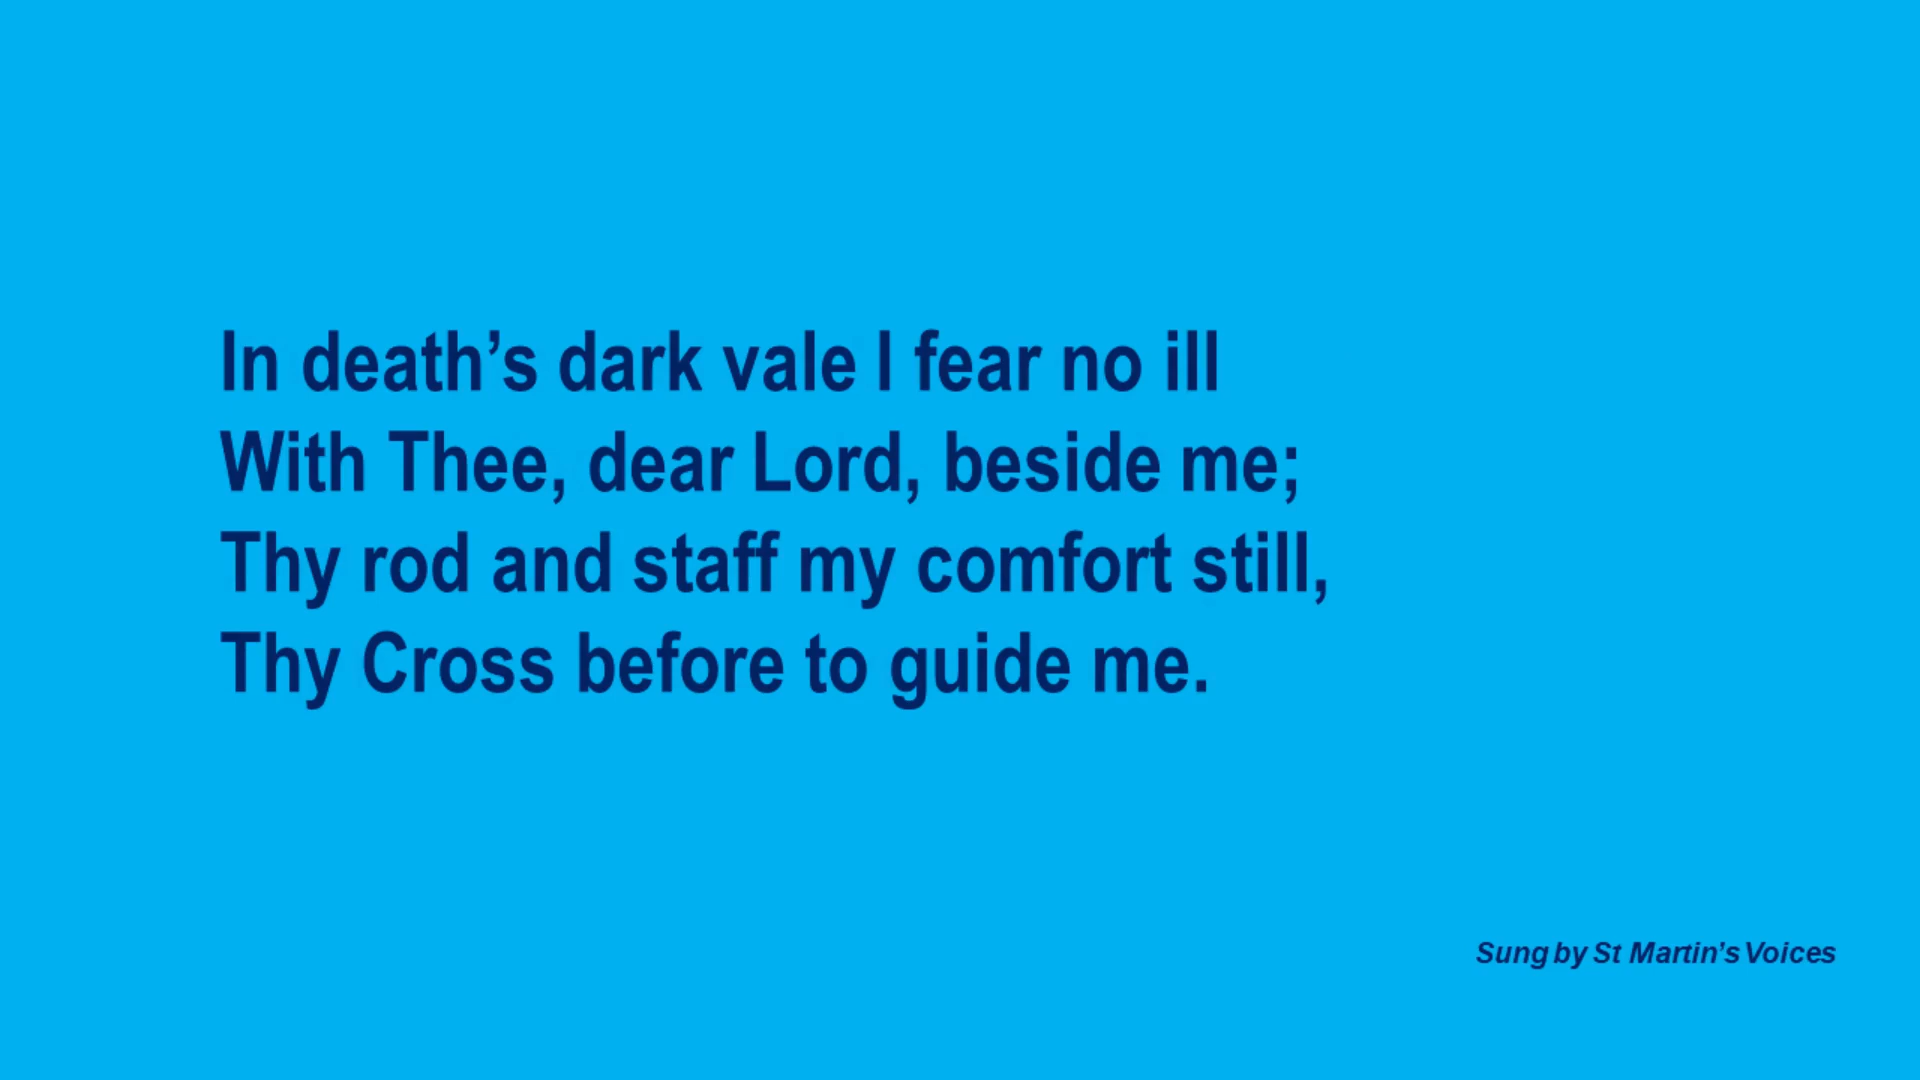 In death’s dark vale I fear no ill
With Thee, dear Lord, beside me;
Thy rod and staff my comfort still,
Thy Cross before to guide me.
Sung by St Martin’s Voices